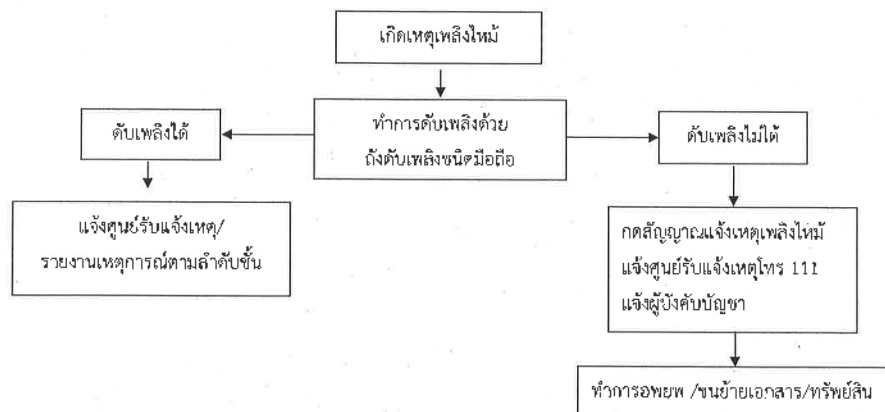 เกิดเหตุเพลิงไหม้
ทำการดับเพลิงด้วย
ถังดับเพลิงชนิดมือถือ
ดับเพลิงได้
ดับเพลิงไม่ได้
แจ้งศูนย์รับแจ้งเหตุ/
รายงานเหตุการณ์ตามลำดับชั้น
กดสัญญาณแจ้งเหตุเพลิงไหม้
แจ้งศูนย์รับแจ้งเหตุโทร 111
แจ้งผู้บังคับบัญชา
ทำการอพยพ /ขนย้ายเอกสาร/ทรัพย์สิน